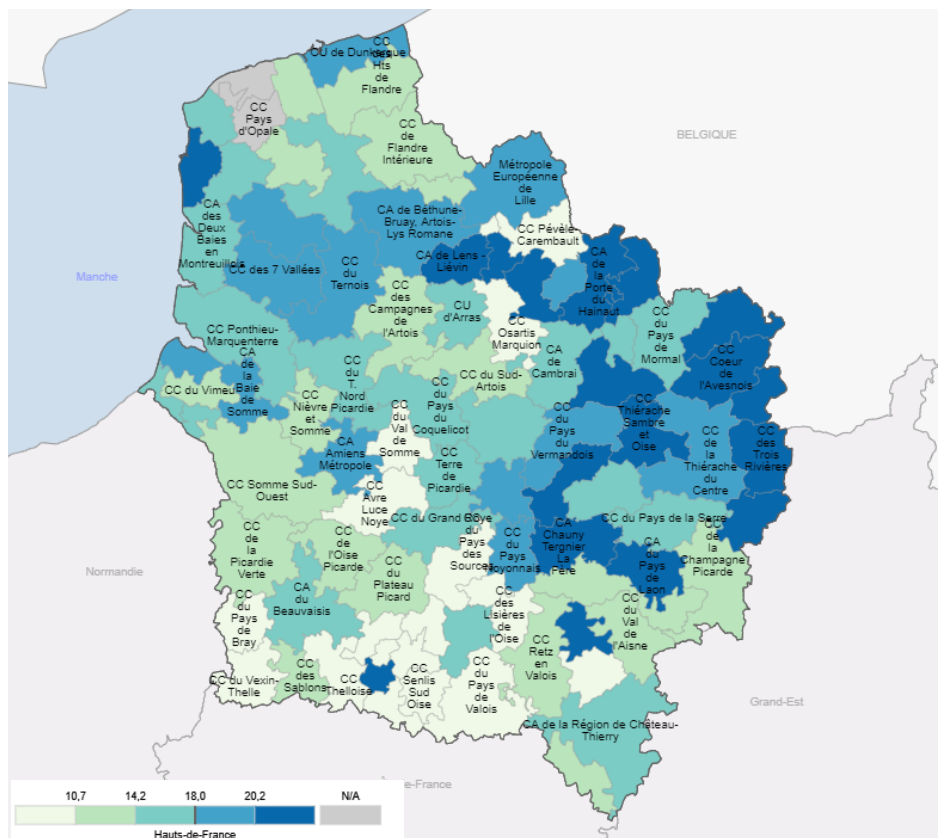 CU de Dunkerque
CC
des
Hts
de
Flandre
CC
Pays
d'Opale
BELGIQUE
CC
de
Flandre
Intérieure
Métropole
Européenne
de
Lille
CA
des
Deux
Baies
en
Montreuillois
CA de Béthune-
Bruay, Artois-
Lys Romane
CC Pévèle-
Carembault
CA de Lens -
Liévin
CA
de la
Porte
du
Hainaut
Manche
CC des 7 Vallées
CC
du
Ternois
CC
des
Campagnes
de
l'Artois
CU
d'Arras
CC
Osartis
Marquion
CC
du
Pays
de
Mormal
CC Ponthieu-
Marquenterre
CA
de
Cambrai
CC
Coeur
de
l'Avesnois
CA
de la
Baie
de
Somme
CC
du
T.
Nord
Picardie
CC du Sud-
Artois
CC du Vimeu
CC
Nièvre
et
Somme
CC
du
Pays
du
Coquelicot
CC
du Val
de
Somme
CC
Thiérache
Sambre
et
Oise
CC
du
Pays
du
Vermandois
CC
de
la
Thiérache
du
Centre
CC
des
Trois
Rivières
CA
Amiens
Métropole
CC
Terre
de
Picardie
CC Somme Sud-
Ouest
CC
Avre
Luce
Noye
CC du Grand Roye
CC
du
Pays
des
Sources
CC
du
Pays
Noyonnais
CA
Chauny
Tergnier
La
Fère
CC du Pays de la Serre
CC
de la
Champagne
Picarde
CC
de
la
Picardie
Verte
CC
de
l'Oise
Picarde
CC
du
Plateau
Picard
CA
du
Pays
de
Laon
Normandie
CA
du
Beauvaisis
CC
des
Lisières
de
l'Oise
CC
du
Pays
de
Bray
CC
du Val
de
l'Aisne
CC
Retz
en
Valois
CC du Vexin-
Thelle
CC
des
Sablons
CC
Thelloise
CC
Senlis
Sud
Oise
CC
du
Pays
de
Valois
Grand-Est
CA de la Région de Château-
Thierry
e-France
10,7 14,2 18,0 20,2 N/A
Hauts-de-France